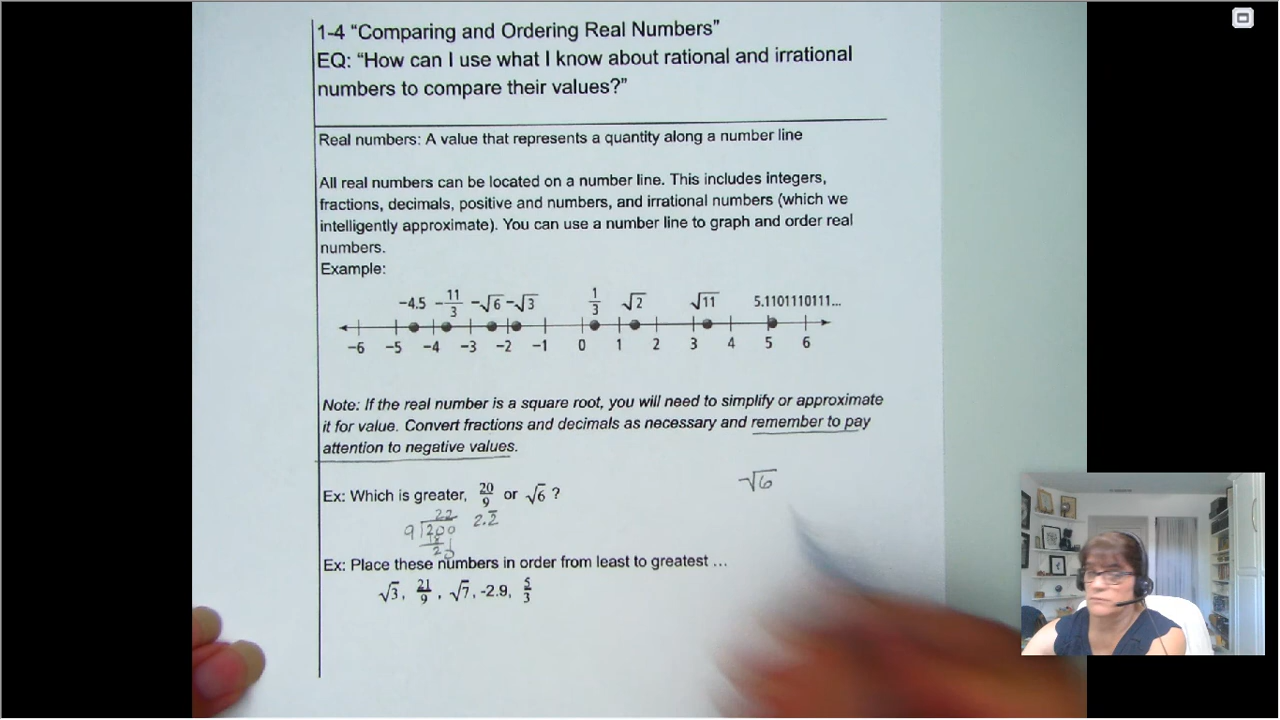 1-4 “Comparing and Ordering Real Numbers”
EQ: “How can I use what I know about rational and irrational
numbers to compare their values?”
Real numbers: A value that represents a quantity along a number line
All real numbers can be located on a number line. This includes integers,
fractions, decimals, positive and numbers, and irrational numbers (which we
intelligently approximate). You can use a number line to graph and order real
numbers.
Example:
−4.5 −11/3 −√6 −√3 1/3 √2 √11 5.1101110111...
−6 −5 −4 −3 −2 −1 0 1 2 3 4 5 6
Note: If the real number is a square root, you will need to simplify or approximate
it for value. Convert fractions and decimals as necessary and remember to pay
attention to negative values.
√6
Ex: Which is greater, 20/9 or √6 ?
22
9 200 2.2̅
18
20
Ex: Place these numbers in order from least to greatest …
√3, 21/9 , √7, -2.9, 5/3